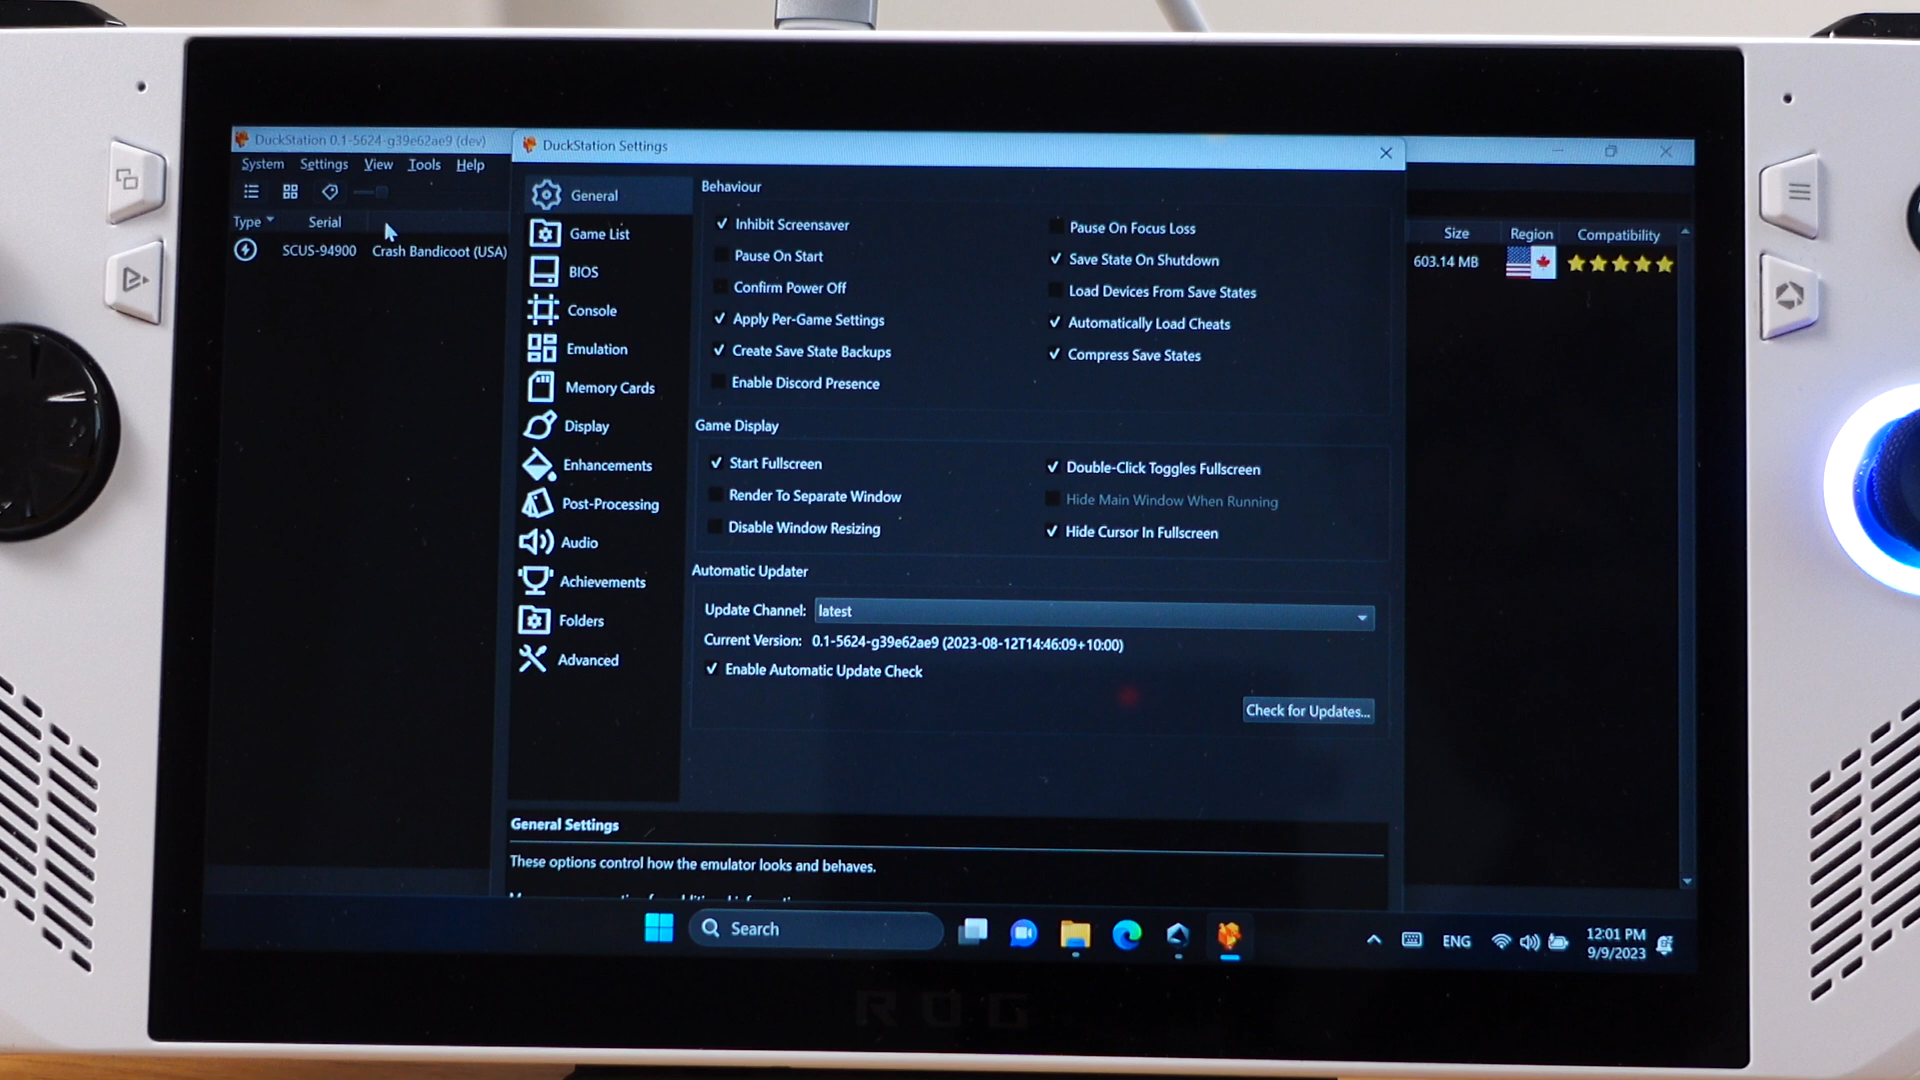 DuckStation 0.1-5624-g39e62ae9 (dev)
System Settings View Tools Help
Type Serial
SCUS-94900 Crash Bandicoot (USA)
DuckStation Settings
General
Game List
BIOS
Console
Emulation
Memory Cards
Display
Enhancements
Post-Processing
Audio
Achievements
Folders
Advanced
Behaviour
Inhibit Screensaver
Pause On Focus Loss
Pause On Start
Save State On Shutdown
Confirm Power Off
Load Devices From Save States
Apply Per-Game Settings
Automatically Load Cheats
Create Save State Backups
Compress Save States
Enable Discord Presence
Game Display
Start Fullscreen
Double-Click Toggles Fullscreen
Render To Separate Window
Hide Main Window When Running
Disable Window Resizing
Hide Cursor In Fullscreen
Automatic Updater
Update Channel: latest
Current Version: 0.1-5624-g39e62ae9 (2023-08-12T14:46:09+10:00)
Enable Automatic Update Check
Check for Updates...
General Settings
These options control how the emulator looks and behaves.
Size Region Compatibility
603.14 MB
Search
ENG
12:01 PM
9/9/2023
ROG